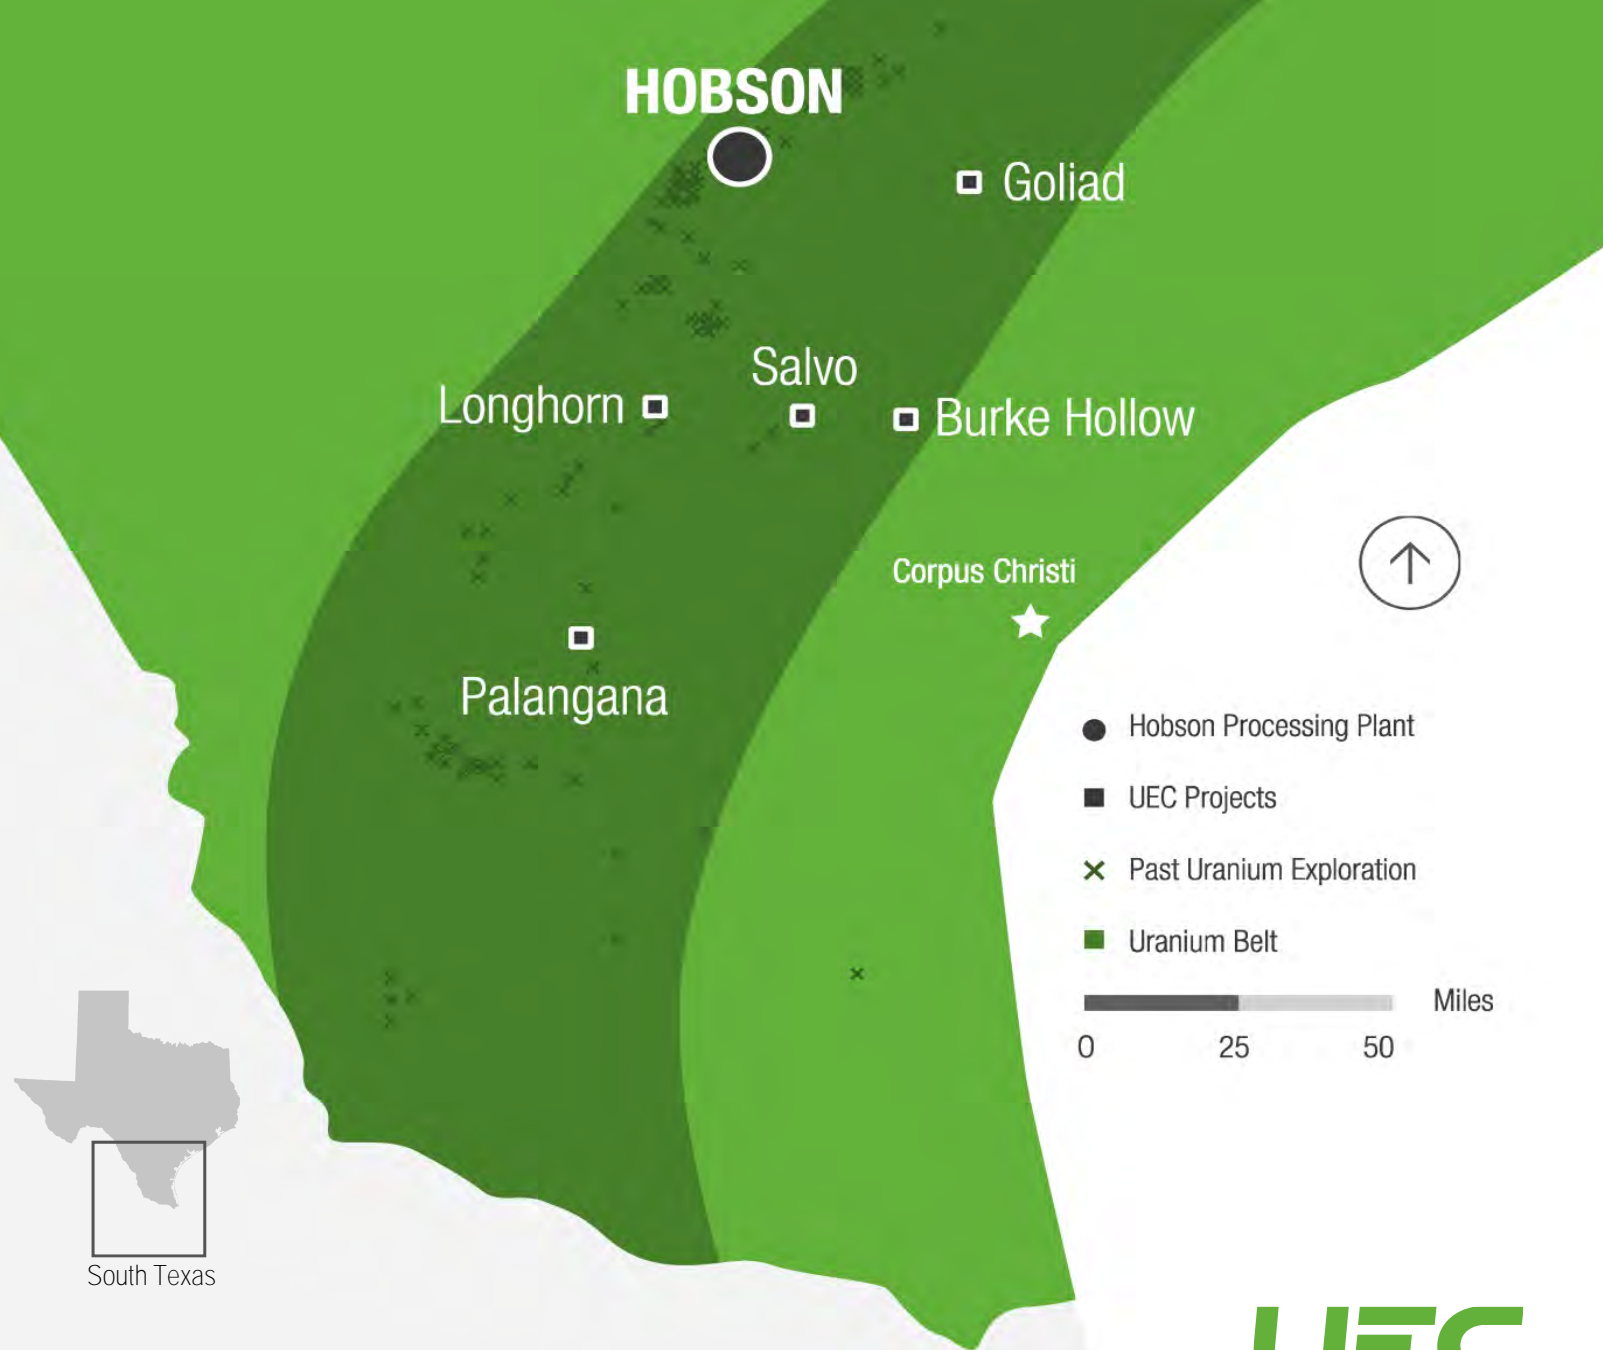 HOBSON
Goliad
Salvo
Longhorn
Burke Hollow
Corpus Christi
Palangana
Hobson Processing Plant
UEC Projects
Past Uranium Exploration
Uranium Belt
Miles
0 25 50
South Texas
UEC